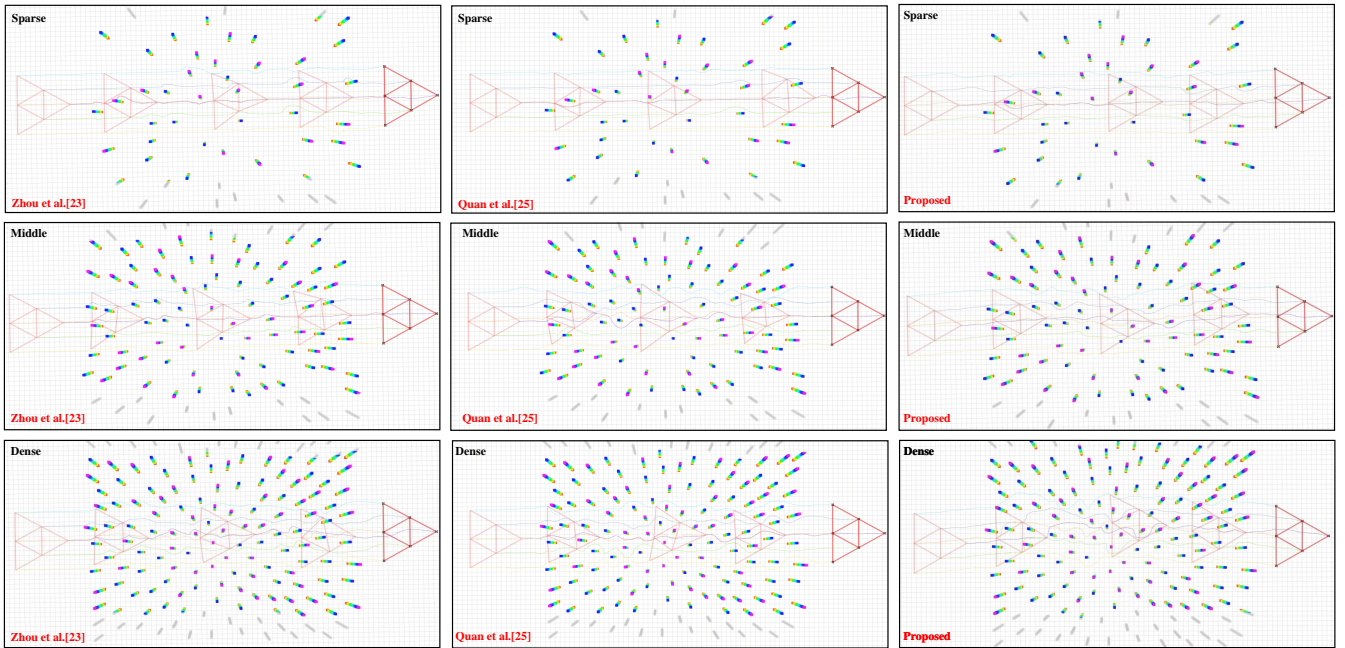 Sparse
Sparse
Sparse
Zhou et al.[23]
Quan et al.[25]
Proposed
Middle
Middle
Middle
Zhou et al.[23]
Quan et al.[25]
Proposed
Dense
Dense
Dense
Zhou et al.[23]
Quan et al.[25]
Proposed